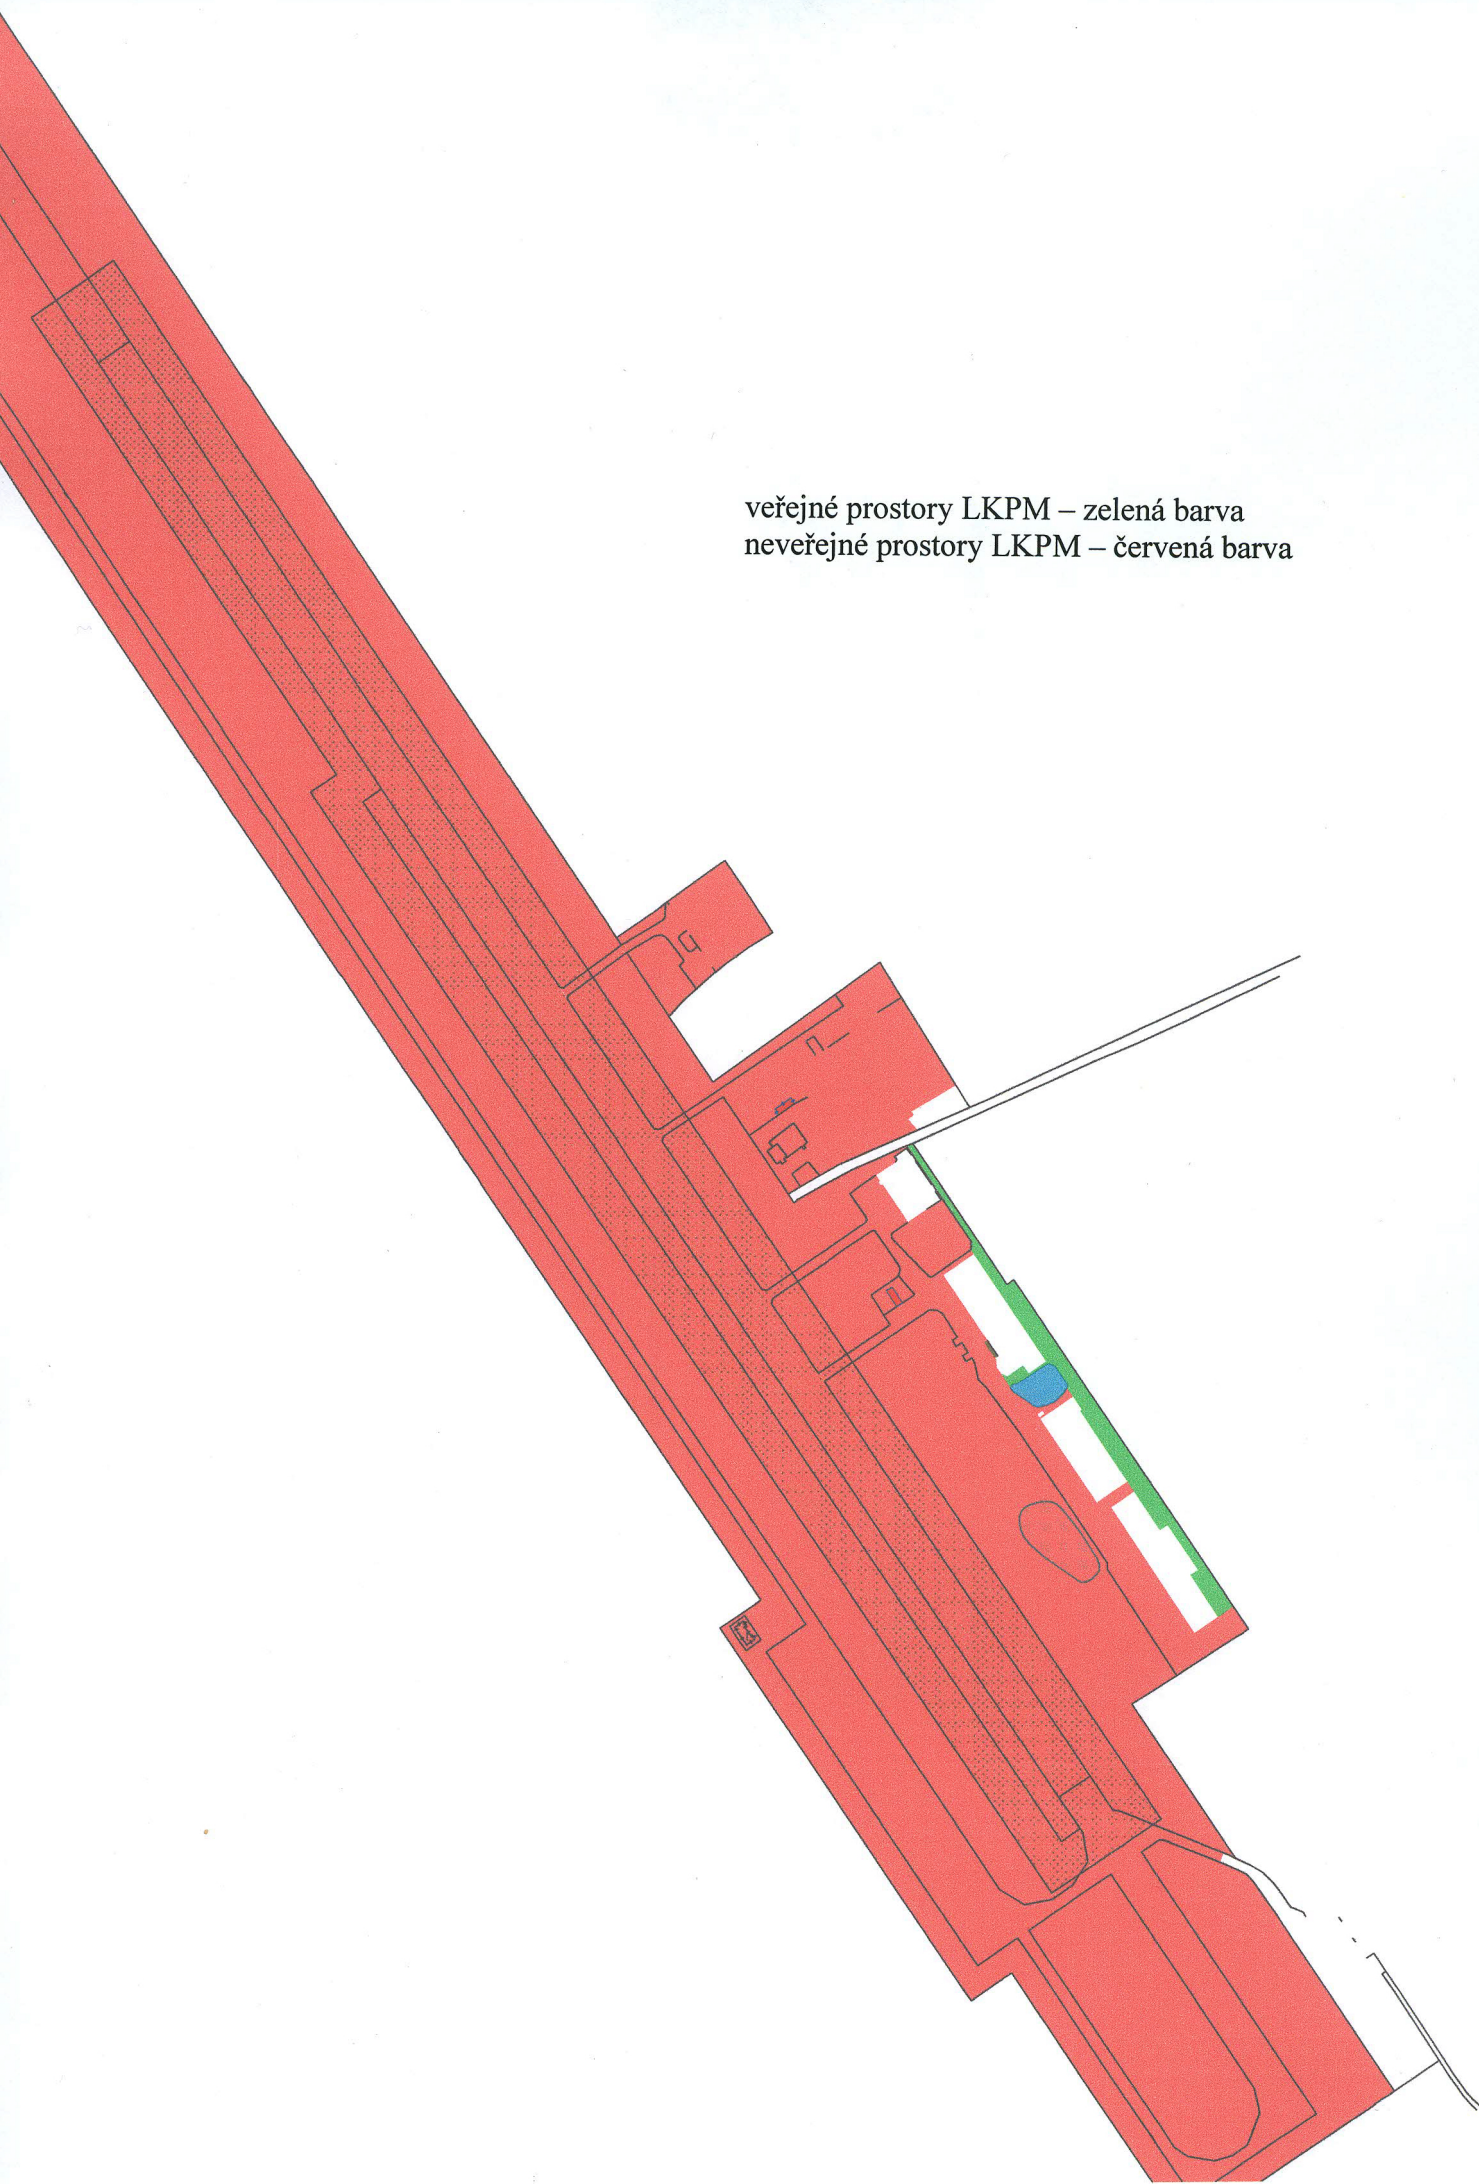 veřejné prostory LKPM – zelená barva
neveřejné prostory LKPM – červená barva